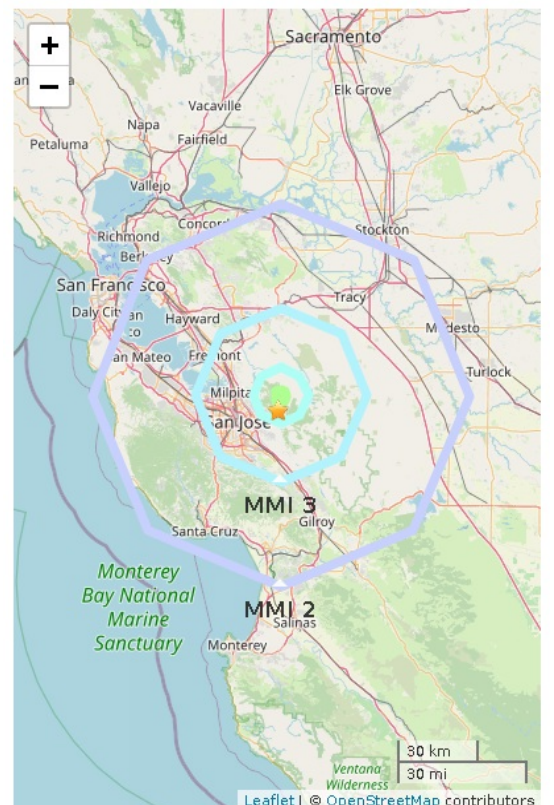 +
Sacramento
−
Elk Grove
Vacaville
Napa
Fairfield
Petaluma
Vallejo
Concord
Stockton
Richmond
San Francisco
Tracy
Daly City
Hayward
Modesto
an Mateo
Fremont
Turlock
Milpita
San Jose
MMI 3
Gilroy
Santa Cruz
Monterey
Bay National
Marine
Sanctuary
MMI 2
Salinas
Monterey
30 km
30 mi
Ventana
Wilderness
Leaflet | © OpenStreetMap contributors